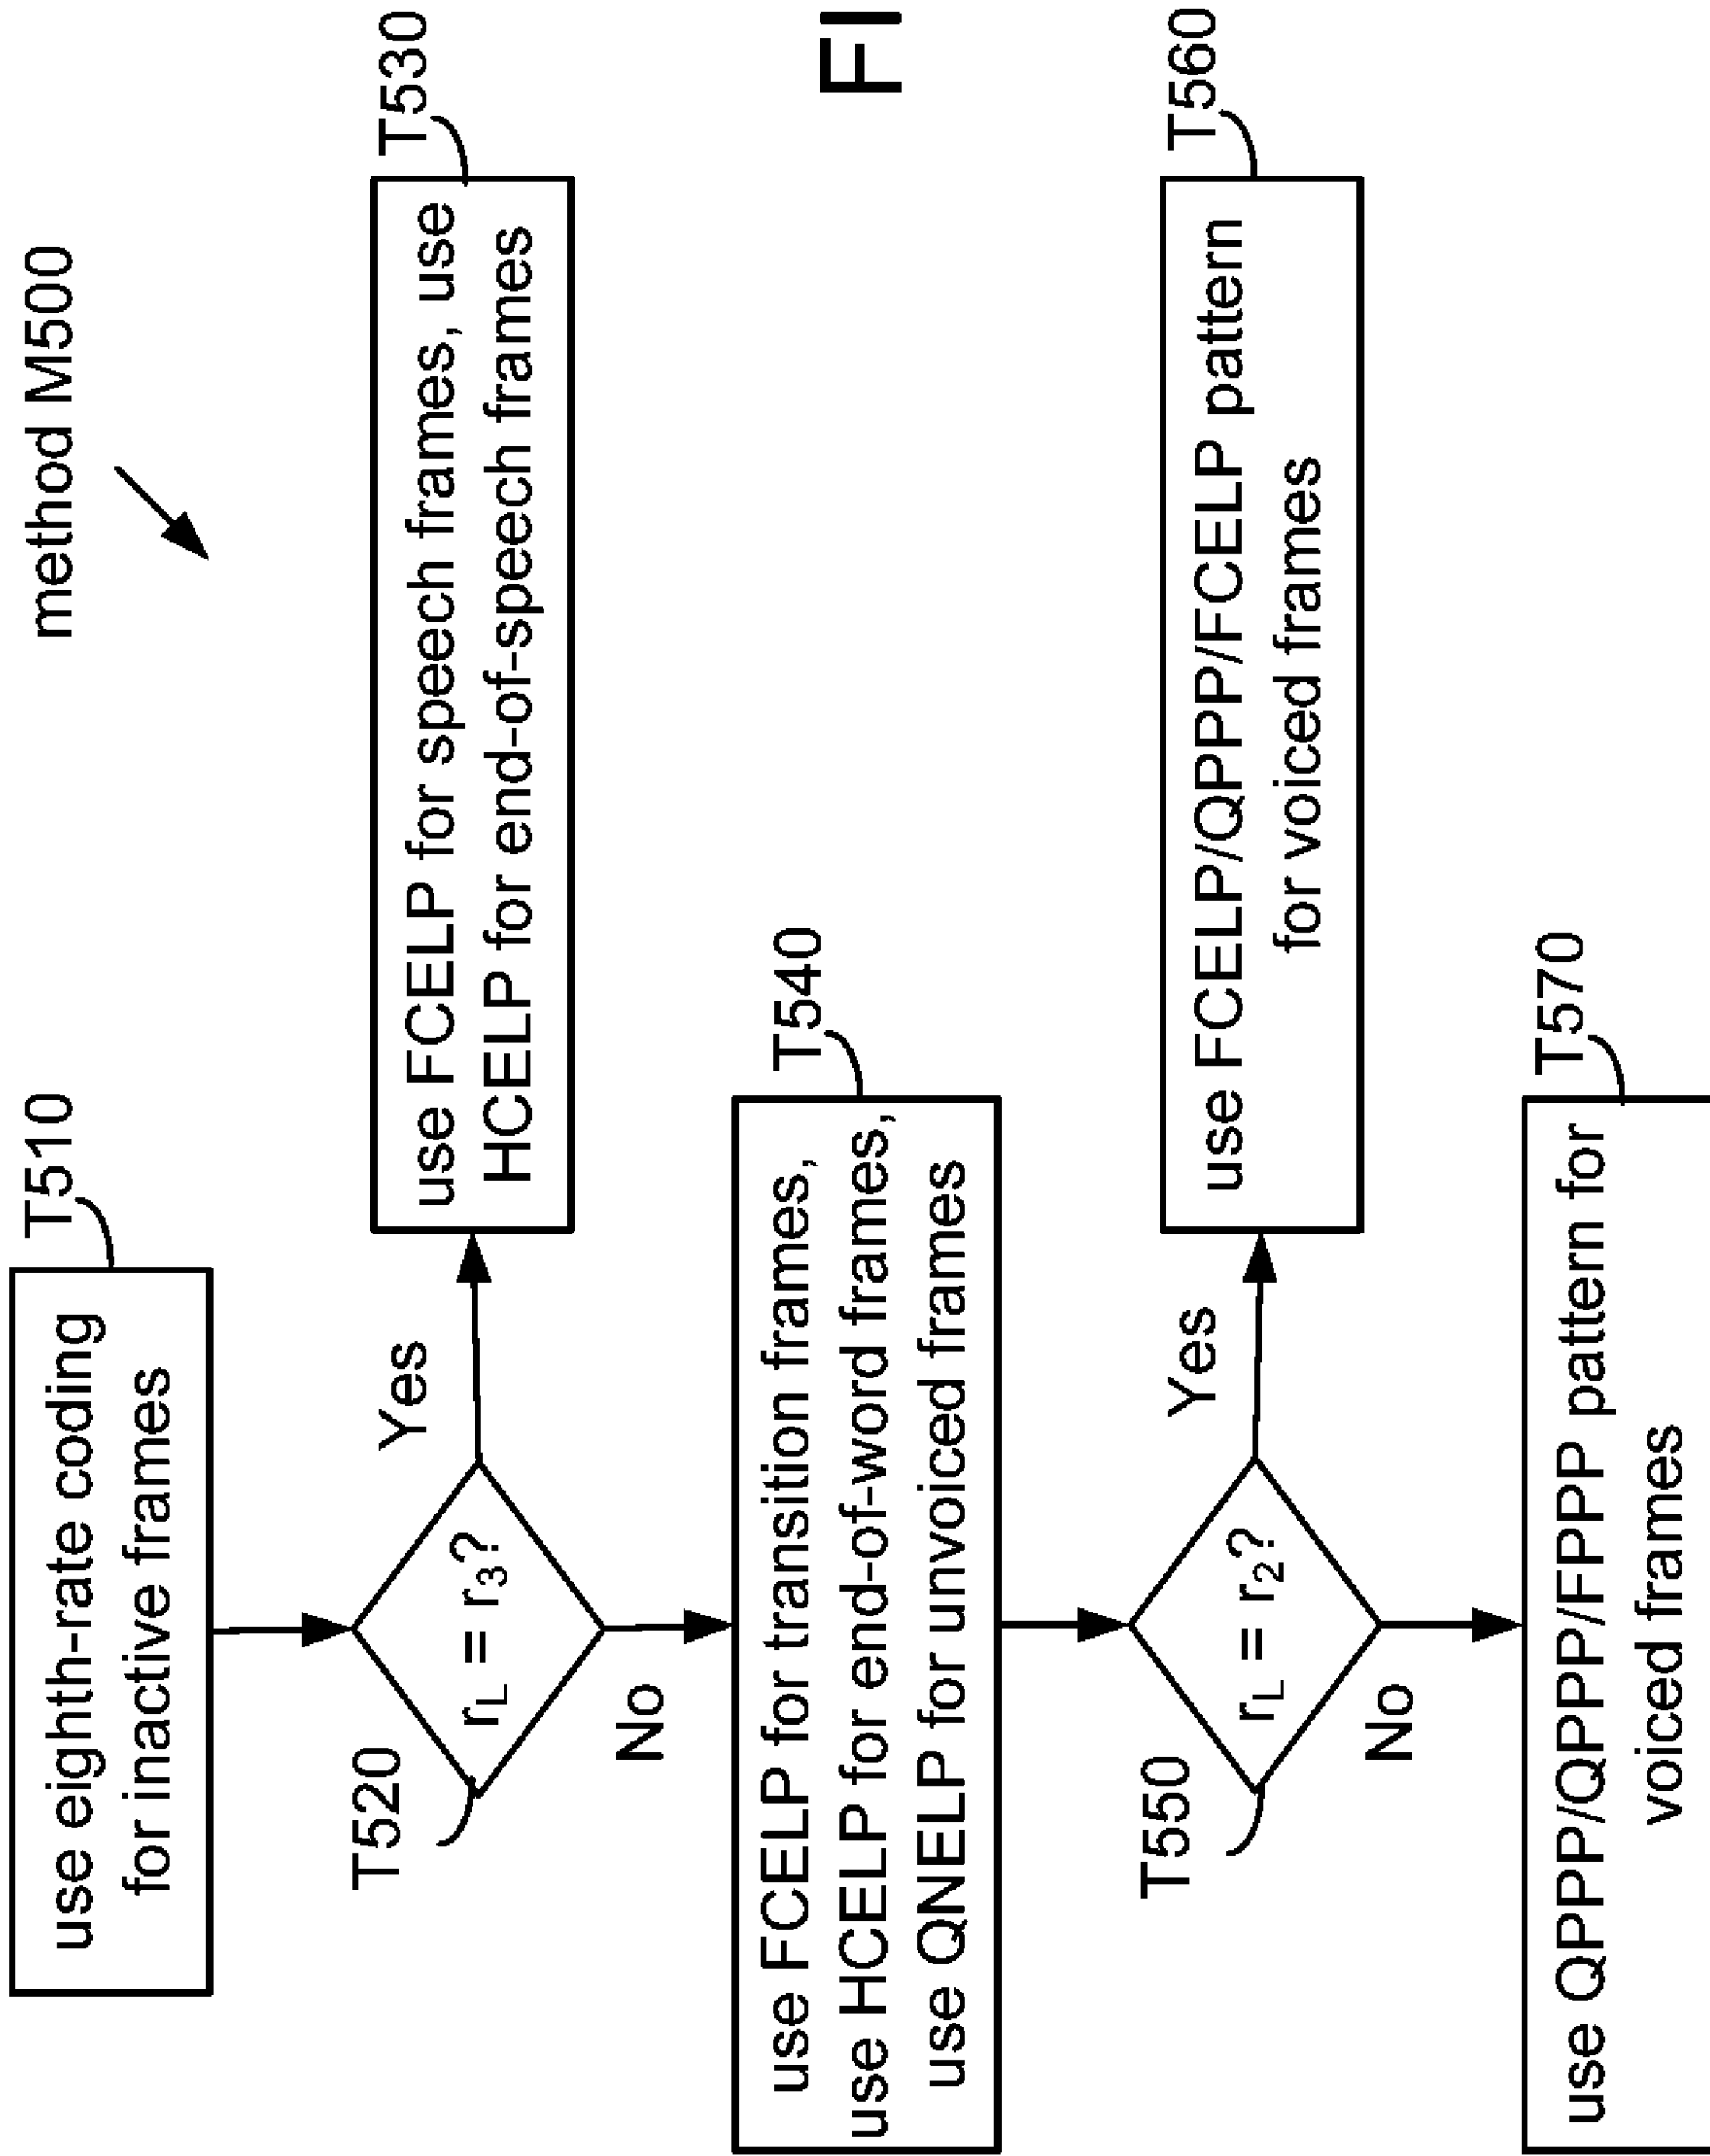 method M500
T510
use eighth-rate coding
for inactive frames
T520
r_L = r_3?
Yes
No
T530
use FCELP for speech frames, use
HCELP for end-of-speech frames
T540
use FCELP for transition frames,
use HCELP for end-of-word frames,
use QNELP for unvoiced frames
FI
T550
r_L = r_2?
Yes
No
T560
use FCELP/QPPP/FCELP pattern
for voiced frames
T570
use QPPP/QPPP/FPPP pattern for
voiced frames